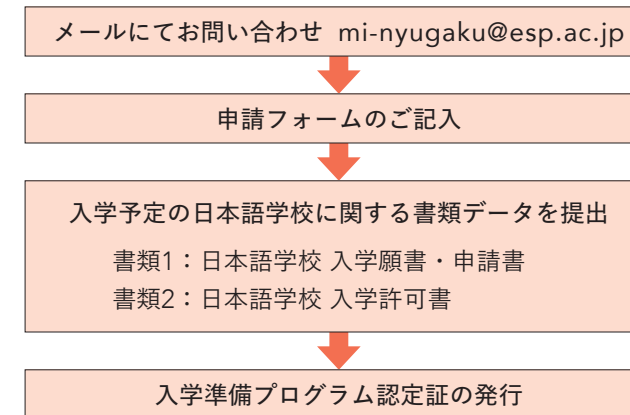 メールにてお問い合わせ mi-nyugaku@esp.ac.jp
申請フォームのご記入
入学予定の日本語学校に関する書類データを提出
書類1：日本語学校 入学願書・申請書
書類2：日本語学校 入学許可書
入学準備プログラム認定証の発行